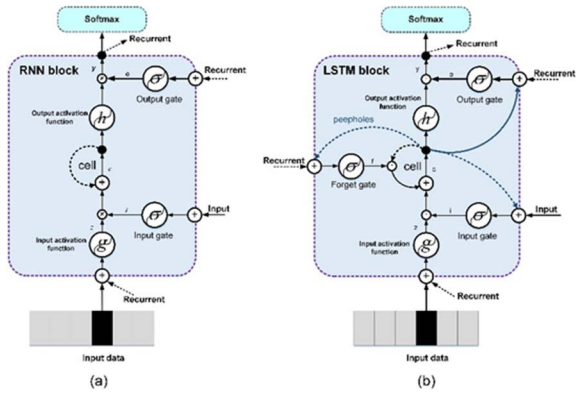 Softmax
Recurrent
RNN block
y
o
σ
Recurrent
Output gate
Output activation
function
h
cell
c
Input
i
σ
Input gate
z
Input activation
function
g
Recurrent
Input data
(a)
Softmax
Recurrent
LSTM block
y
o
σ
Recurrent
Output gate
Output activation
function
h
peepholes
Recurrent
σ
f
cell
Forget gate
c
Input
i
σ
Input gate
z
Input activation
function
g
Recurrent
Input data
(b)